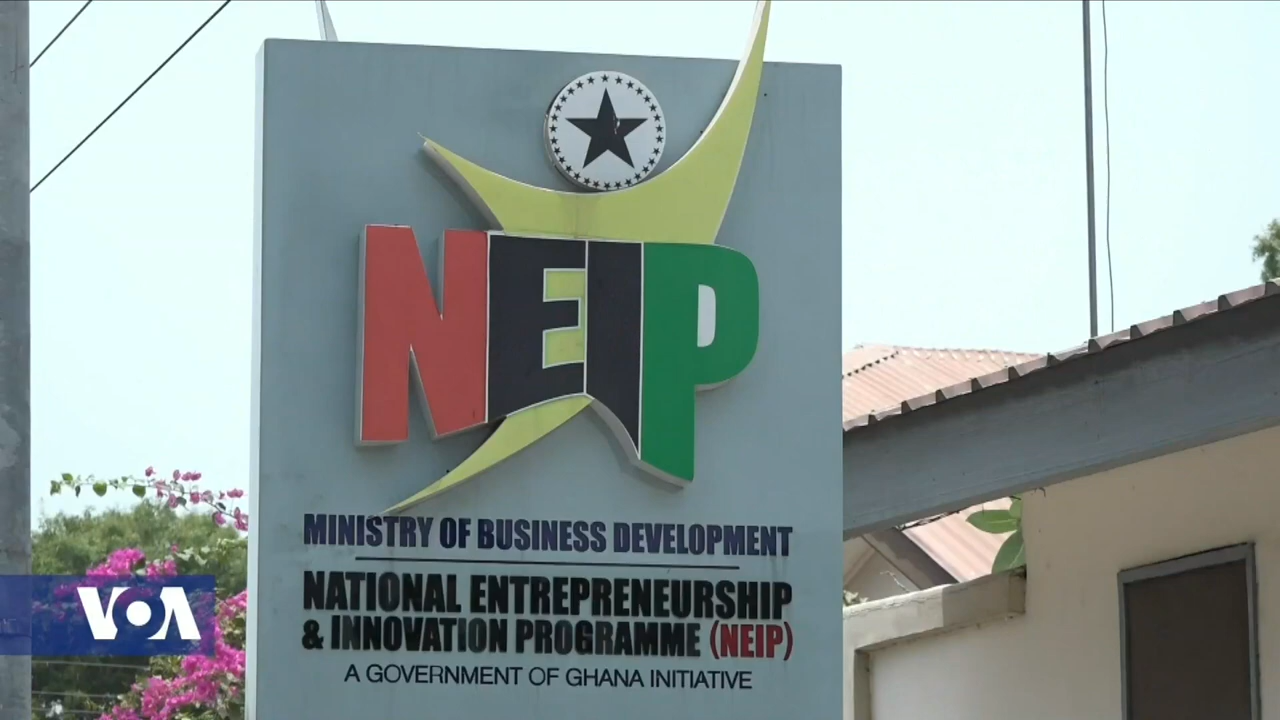 NEIP
MINISTRY OF BUSINESS DEVELOPMENT
NATIONAL ENTREPRENEURSHIP
& INNOVATION PROGRAMME (NEIP)
A GOVERNMENT OF GHANA INITIATIVE
VOA